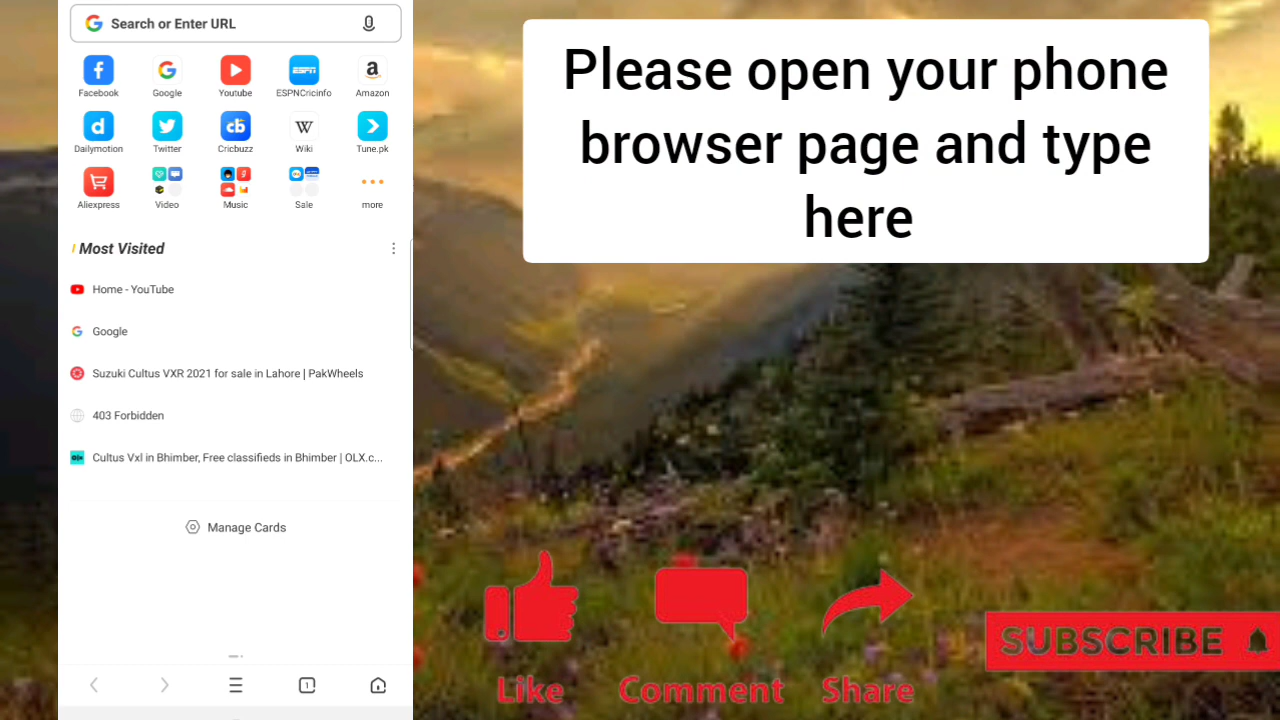 Search or Enter URL
Facebook
Google
Youtube
ESPNCricinfo
Amazon
Dailymotion
Twitter
Cricbuzz
Wiki
Tune.pk
Aliexpress
Video
Music
Sale
more
Most Visited
Home - YouTube
Google
Suzuki Cultus VXR 2021 for sale in Lahore | PakWheels
403 Forbidden
Cultus Vxl in Bhimber, Free classifieds in Bhimber | OLX.c...
Manage Cards
1
Please open your phone
browser page and type
here
Like
Comment
Share
SUBSCRIBE